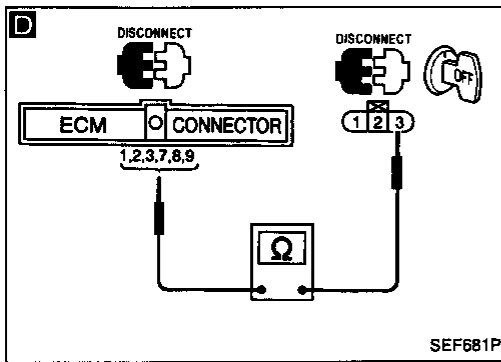 D
DISCONNECT
DISCONNECT
OFF
ECM
CONNECTOR
1 2 3
1,2,3,7,8,9
Ω
SEF681P